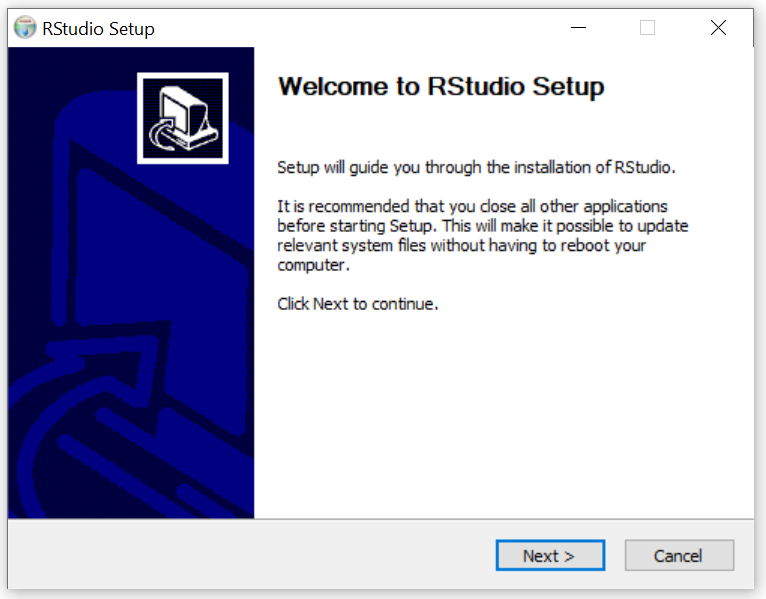 RStudio Setup
Welcome to RStudio Setup
Setup will guide you through the installation of RStudio.
It is recommended that you close all other applications
before starting Setup. This will make it possible to update
relevant system files without having to reboot your
computer.
Click Next to continue.
Next >
Cancel